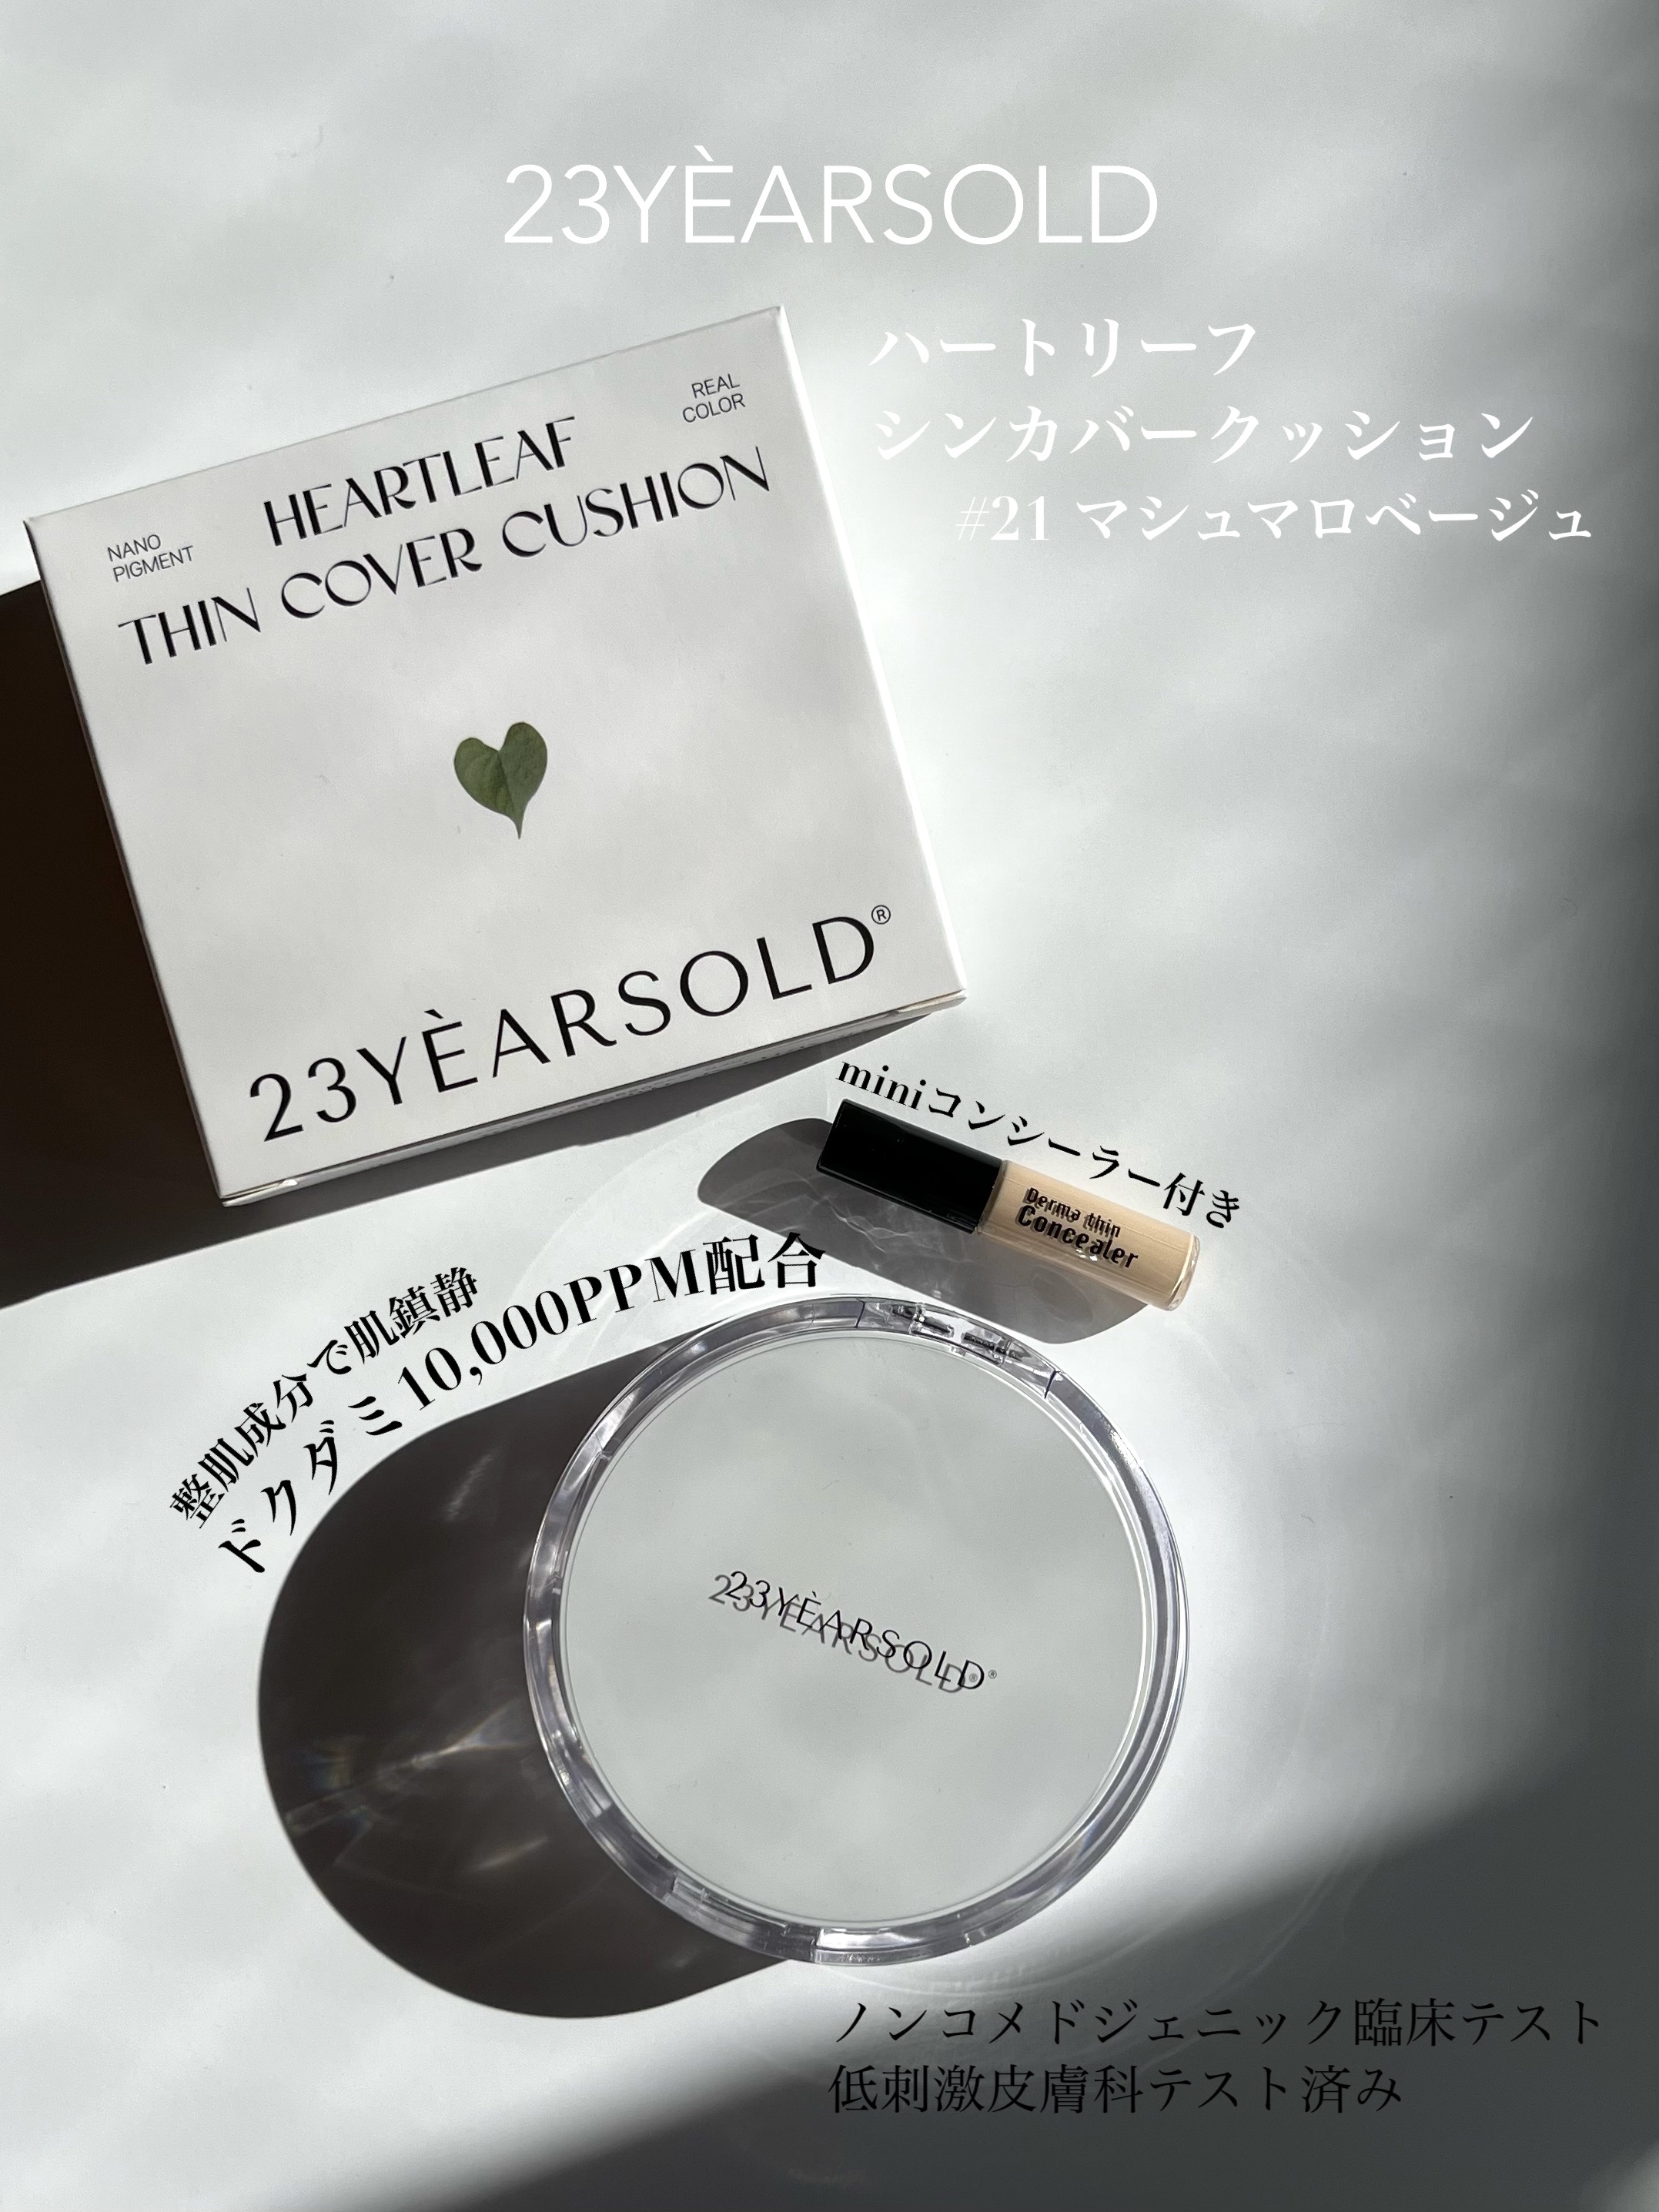 23YÈARSOLD
ハートリーフ
シンカバークッション
#21 マシュマロベージュ
REAL
COLOR
NANO
PIGMENT
HEARTLEAF
THIN COVER CUSHION
23YÈARSOLD®
miniコンシーラー付き
Derma thin
Concealer
整肌成分で肌鎮静
ドクダミ10,000PPM配合
23YÈARSOLD®
ノンコメドジェニック臨床テスト
低刺激皮膚科テスト済み